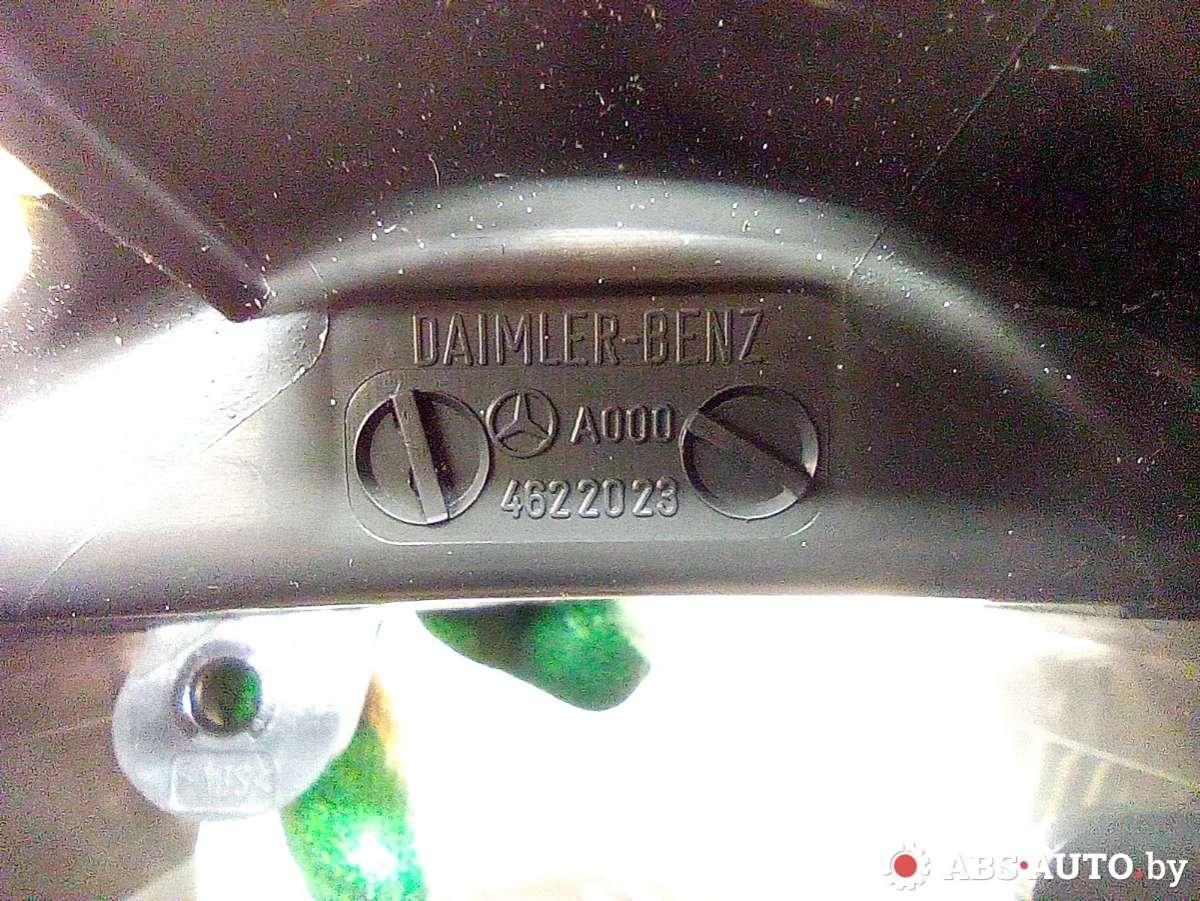 DAIMLER-BENZ
A000
4622023
ABS•AUTO.by